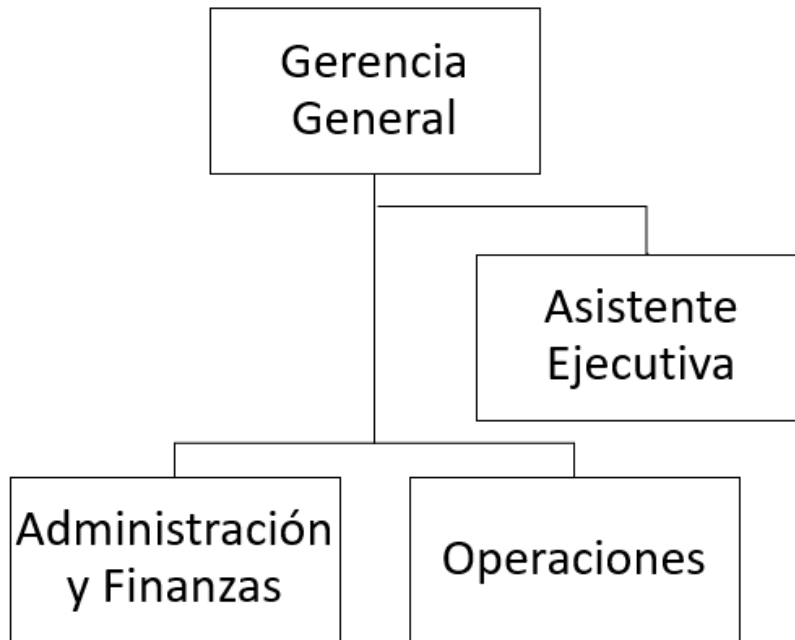 Gerencia
General
Asistente
Ejecutiva
Administración
y Finanzas
Operaciones